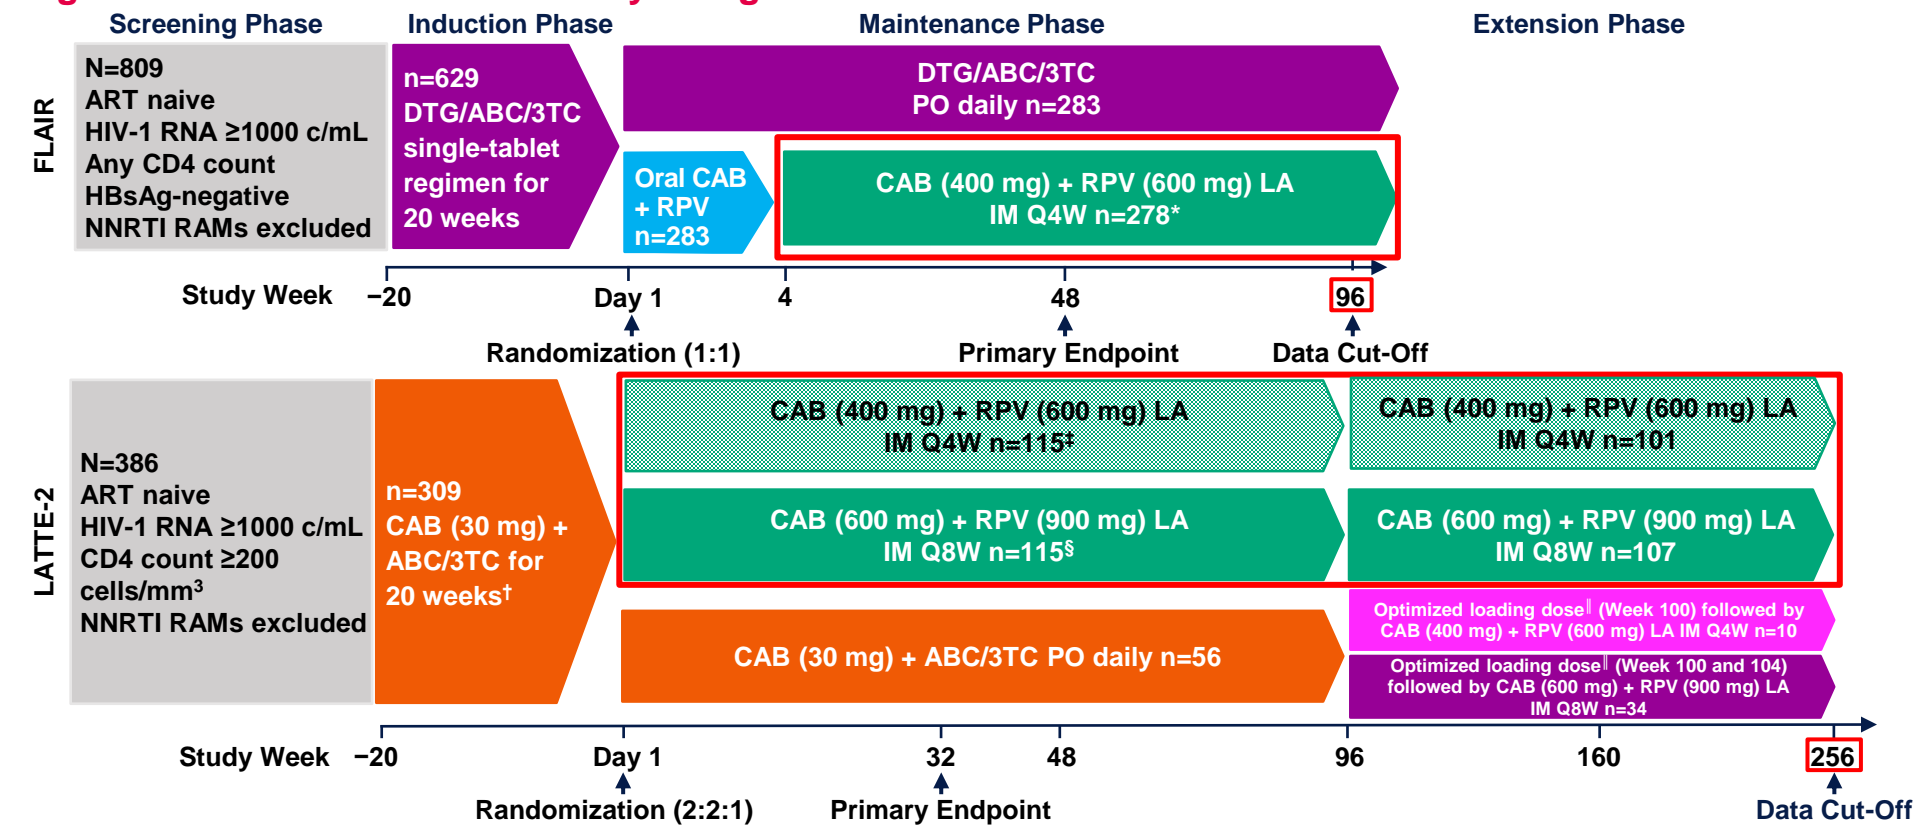 Screening Phase
Induction Phase
Maintenance Phase
Extension Phase
FLAIR
N=809
ART naive
HIV-1 RNA ≥1000 c/mL
Any CD4 count
HBsAg-negative
NNRTI RAMs excluded
n=629
DTG/ABC/3TC
single-tablet
regimen for
20 weeks
DTG/ABC/3TC
PO daily n=283
Oral CAB
+ RPV
n=283
CAB (400 mg) + RPV (600 mg) LA
IM Q4W n=278*
Study Week
−20
Day 1
4
48
96
Randomization (1:1)
Primary Endpoint
Data Cut-Off
LATTE-2
N=386
ART naive
HIV-1 RNA ≥1000 c/mL
CD4 count ≥200
cells/mm³
NNRTI RAMs excluded
n=309
CAB (30 mg) +
ABC/3TC for
20 weeks†
CAB (400 mg) + RPV (600 mg) LA
IM Q4W n=115‡
CAB (400 mg) + RPV (600 mg) LA
IM Q4W n=101
CAB (600 mg) + RPV (900 mg) LA
IM Q8W n=115§
CAB (600 mg) + RPV (900 mg) LA
IM Q8W n=107
CAB (30 mg) + ABC/3TC PO daily n=56
Optimized loading dose‖ (Week 100) followed by
CAB (400 mg) + RPV (600 mg) LA IM Q4W n=10
Optimized loading dose‖ (Week 100 and 104)
followed by CAB (600 mg) + RPV (900 mg) LA
IM Q8W n=34
Study Week
−20
Day 1
32
48
96
160
256
Randomization (2:2:1)
Primary Endpoint
Data Cut-Off